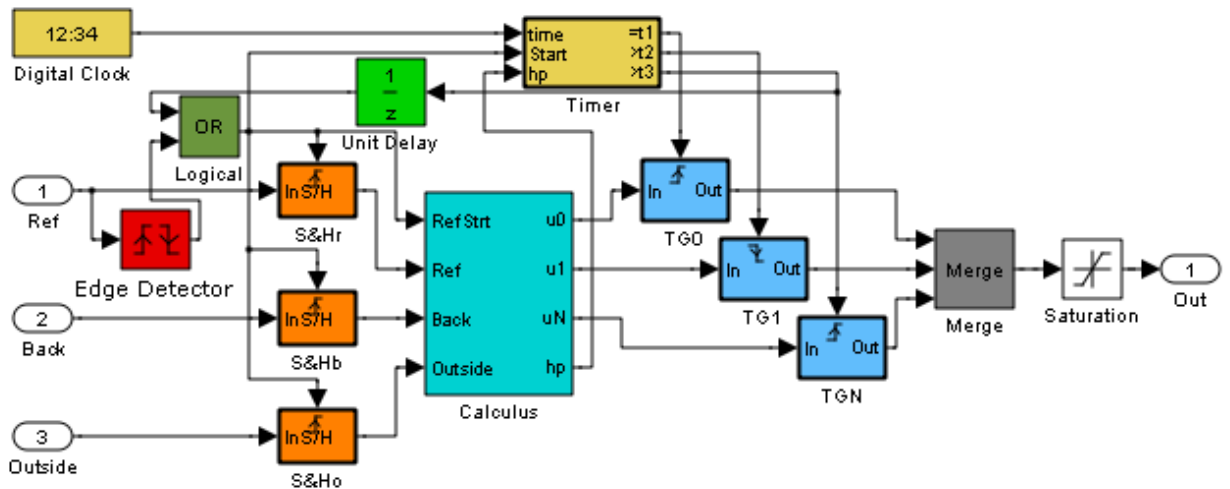 12:34
Digital Clock
time =t1
Start >t2
hp >t3
Timer
1
z
Unit Delay
OR
Logical
1
Ref
Edge Detector
In S/H
S&Hr
2
Back
In S/H
S&Hb
3
Outside
In S/H
S&Ho
RefStrt u0
Ref u1
Back uN
Outside hp
Calculus
In Out
TG0
In Out
TG1
In Out
TGN
Merge
Merge
Saturation
1
Out